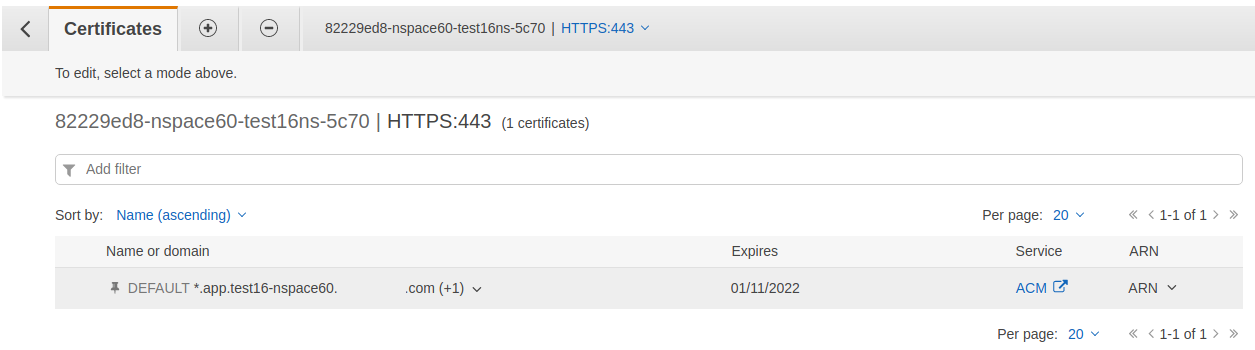 Certificates 82229ed8-nspace60-test16ns-5c70 | HTTPS:443
To edit, select a mode above.
82229ed8-nspace60-test16ns-5c70 | HTTPS:443 (1 certificates)
Add filter
Sort by: Name (ascending) Per page: 20 « < 1-1 of 1 > »
Name or domain Expires Service ARN
DEFAULT *.app.test16-nspace60. .com (+1) 01/11/2022 ACM ARN
Per page: 20 « < 1-1 of 1 > »